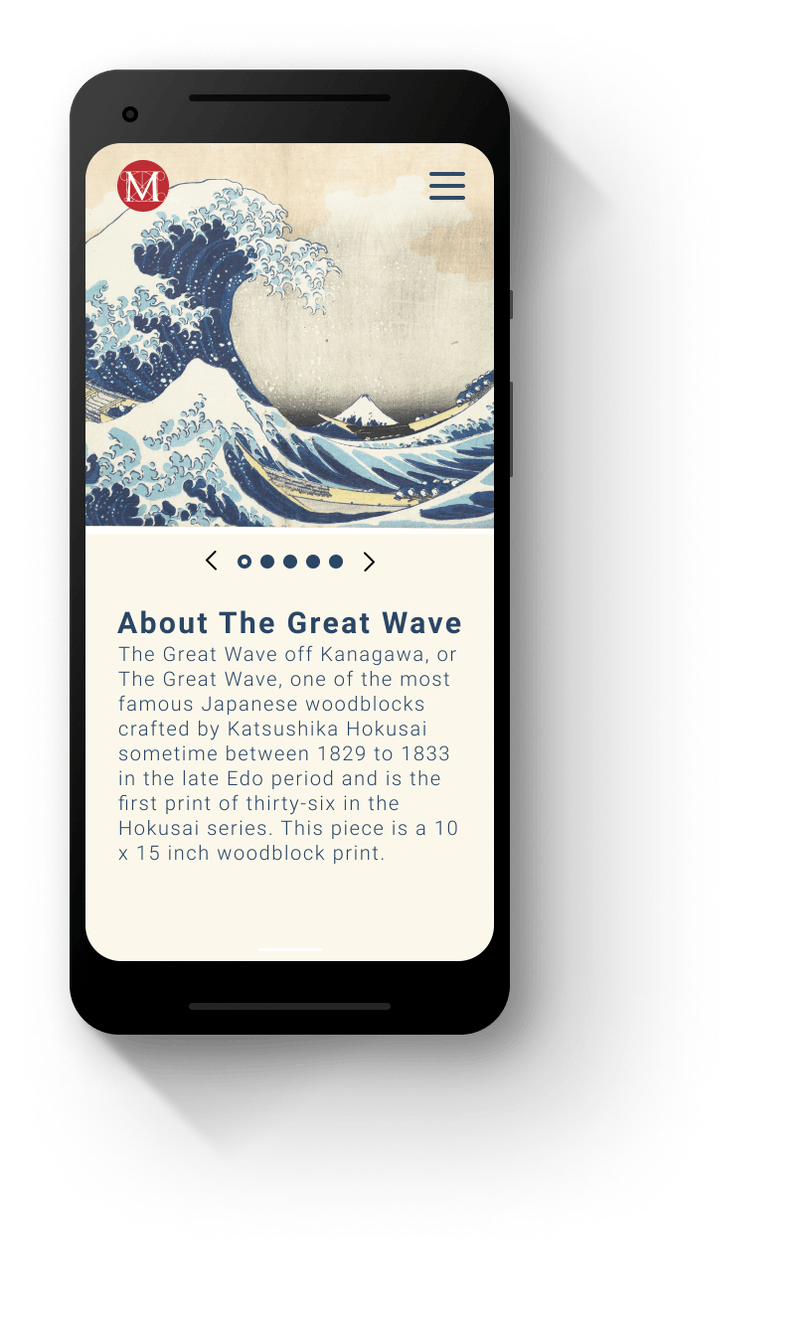 M
About The Great Wave
The Great Wave off Kanagawa, or
The Great Wave, one of the most
famous Japanese woodblocks
crafted by Katsushika Hokusai
sometime between 1829 to 1833
in the late Edo period and is the
first print of thirty-six in the
Hokusai series. This piece is a 10
x 15 inch woodblock print.